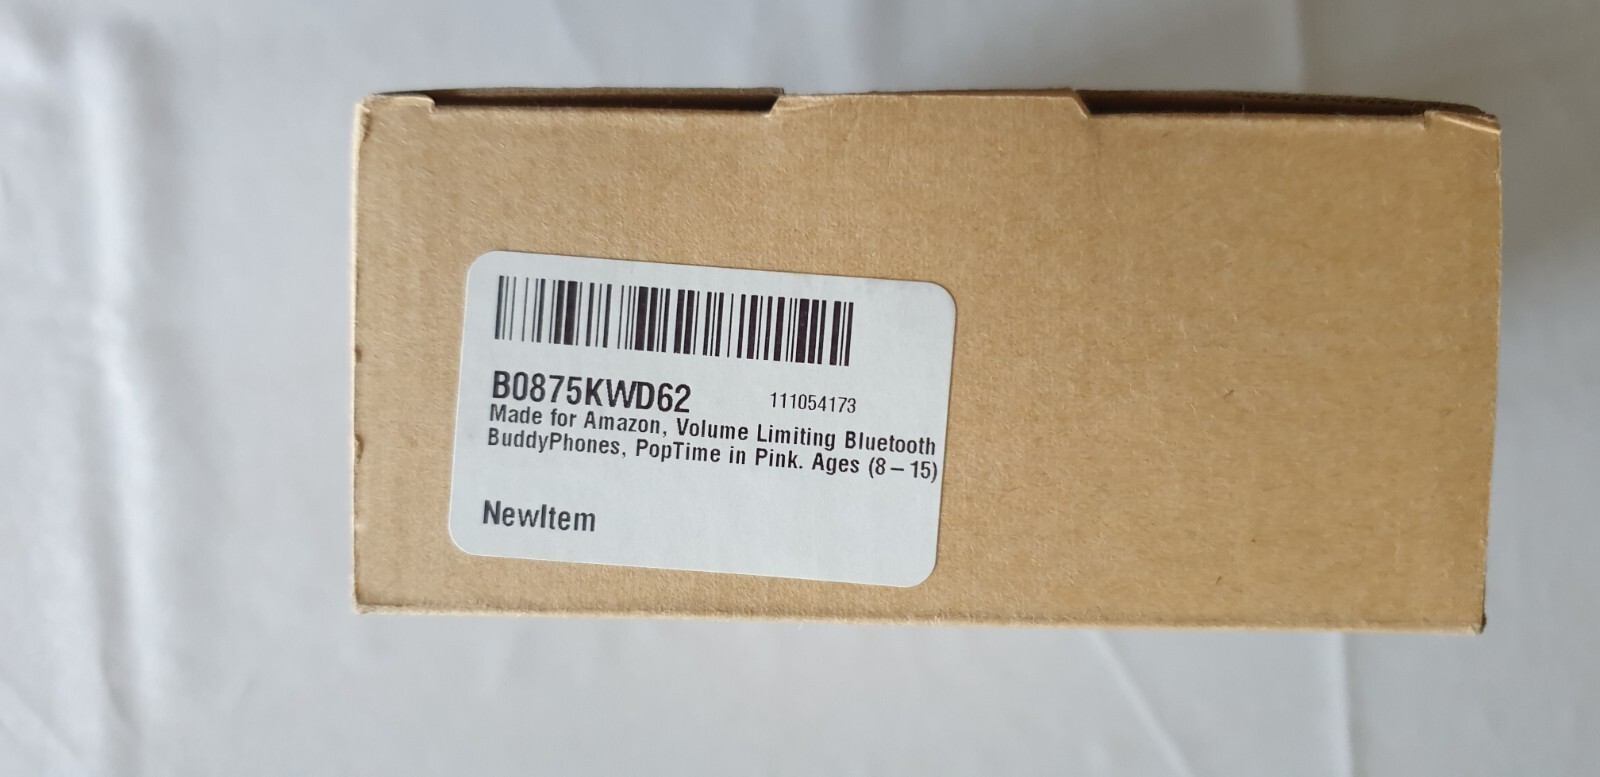 B0875KWD62 111054173
Made for Amazon, Volume Limiting Bluetooth
BuddyPhones, PopTime in Pink. Ages (8 – 15)
NewItem